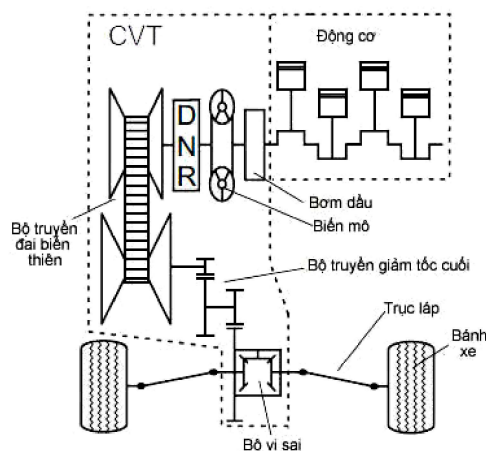 CVT
Động cơ
D
N
R
Bơm dầu
Biến mô
Bộ truyền
đai biến
thiên
Bộ truyền giảm tốc cuối
Trục láp
Bánh
xe
Bô vi sai